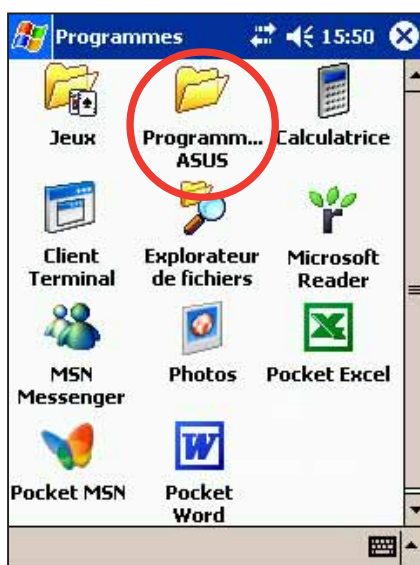 Programmes 15:50
Jeux
Programm...
ASUS
Calculatrice
Client
Terminal
Explorateur
de fichiers
Microsoft
Reader
MSN
Messenger
Photos
Pocket Excel
Pocket MSN
Pocket
Word